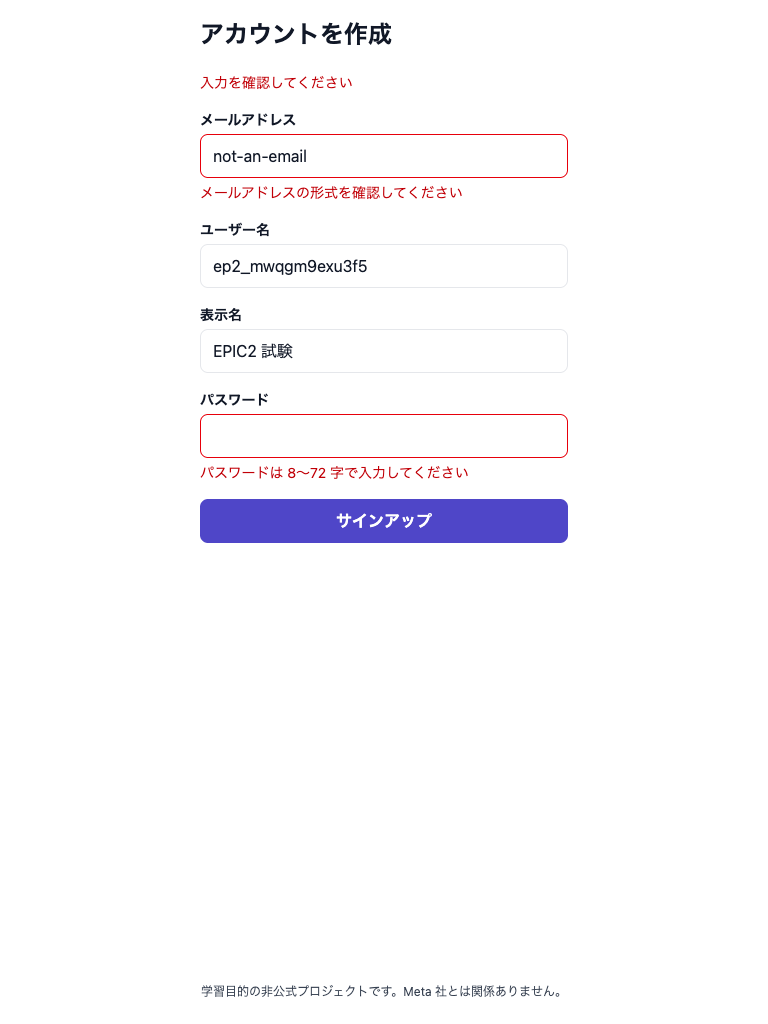 アカウントを作成
入力を確認してください
メールアドレス
not-an-email
メールアドレスの形式を確認してください
ユーザー名
ep2_mwqgm9exu3f5
表示名
EPIC2 試験
パスワード
パスワードは 8〜72 字で入力してください
サインアップ
学習目的の非公式プロジェクトです。Meta 社とは関係ありません。